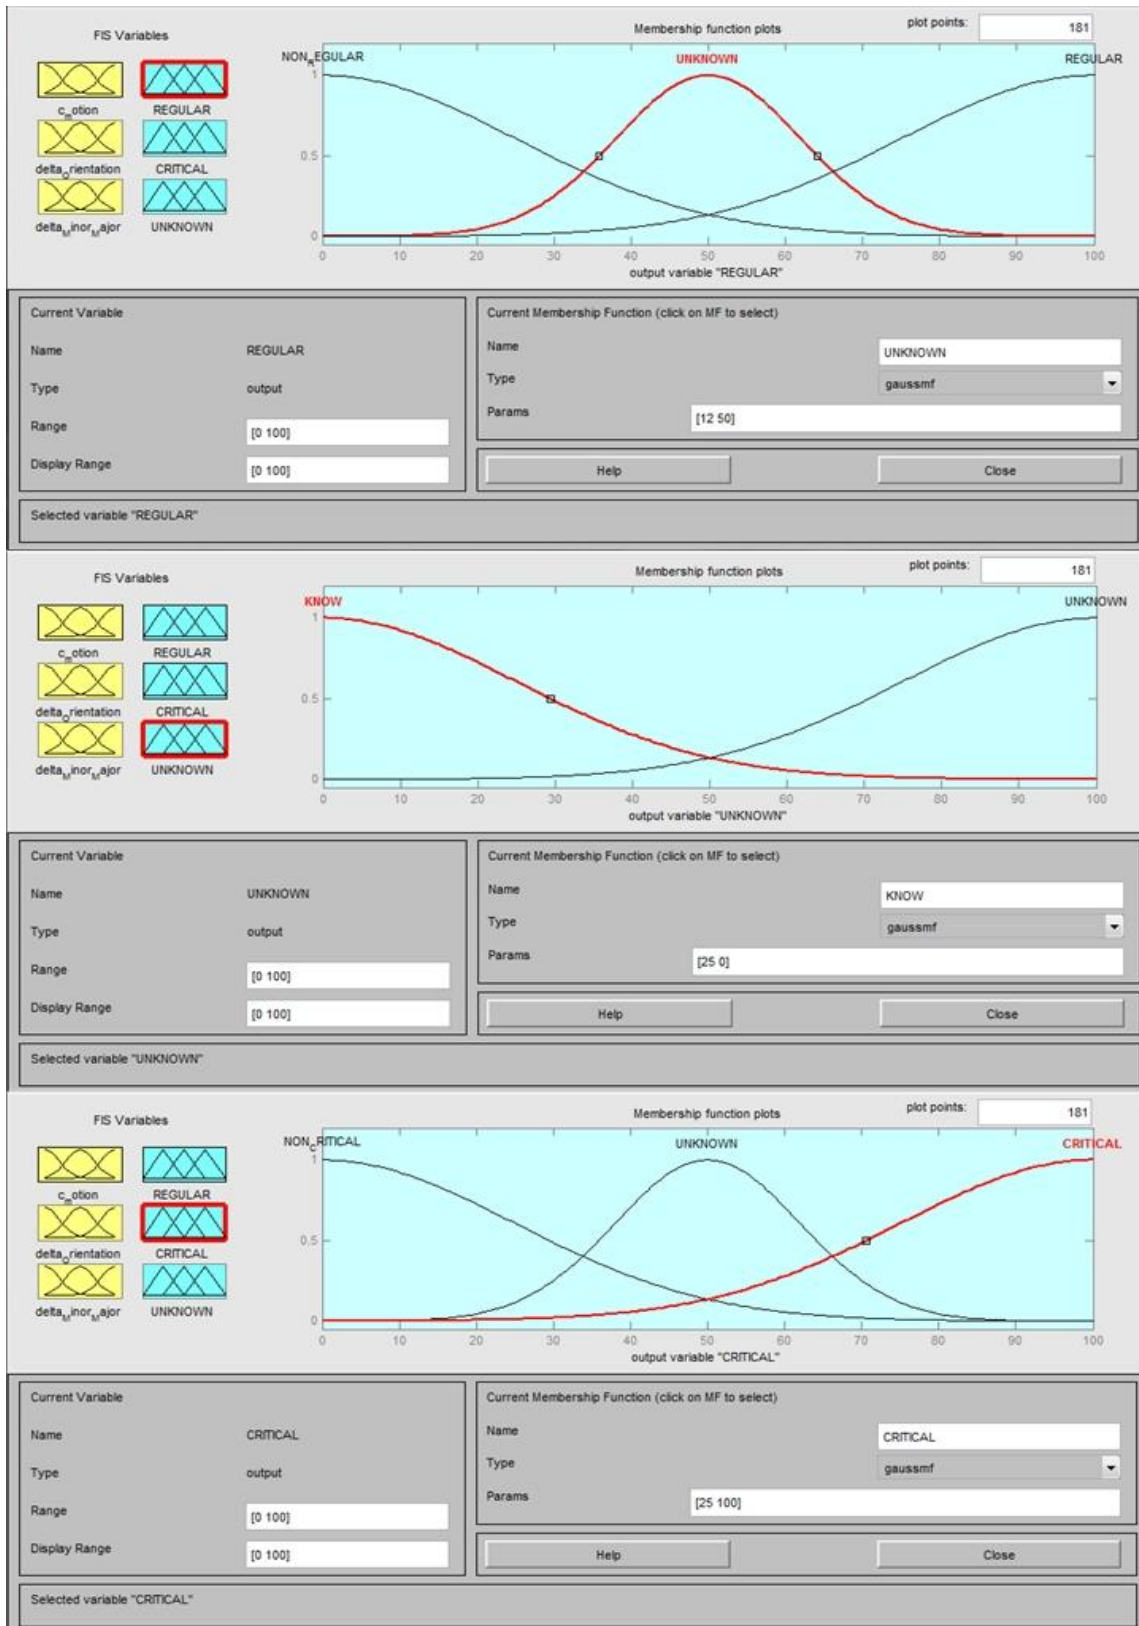 FIS Variables
Membership function plots
plot points: 181
NON_REGULAR UNKNOWN REGULAR
c_motion REGULAR
delta_Orientation CRITICAL
delta_Minor_Major UNKNOWN
1
0.5
0
0 10 20 30 40 50 60 70 80 90 100
output variable "REGULAR"
Current Variable
Name REGULAR
Type output
Range [0 100]
Display Range [0 100]
Current Membership Function (click on MF to select)
Name UNKNOWN
Type gaussmf
Params [12 50]
Help Close
Selected variable "REGULAR"
FIS Variables
Membership function plots
plot points: 181
KNOW UNKNOWN
c_motion REGULAR
delta_Orientation CRITICAL
delta_Minor_Major UNKNOWN
1
0.5
0
0 10 20 30 40 50 60 70 80 90 100
output variable "UNKNOWN"
Current Variable
Name UNKNOWN
Type output
Range [0 100]
Display Range [0 100]
Current Membership Function (click on MF to select)
Name KNOW
Type gaussmf
Params [25 0]
Help Close
Selected variable "UNKNOWN"
FIS Variables
Membership function plots
plot points: 181
NON_CRITICAL UNKNOWN CRITICAL
c_motion REGULAR
delta_Orientation CRITICAL
delta_Minor_Major UNKNOWN
1
0.5
0
0 10 20 30 40 50 60 70 80 90 100
output variable "CRITICAL"
Current Variable
Name CRITICAL
Type output
Range [0 100]
Display Range [0 100]
Current Membership Function (click on MF to select)
Name CRITICAL
Type gaussmf
Params [25 100]
Help Close
Selected variable "CRITICAL"